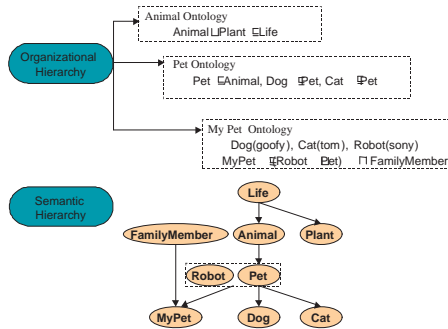 Animal Ontology
Animal⊔Plant ⊑Life
Organizational
Hierarchy
Pet Ontology
Pet ⊑Animal, Dog ⊑Pet, Cat ⊑Pet
My Pet Ontology
Dog(goofy), Cat(tom), Robot(sony)
MyPet ⊑(Robot ⊔Pet) ⊓ FamilyMember
Semantic
Hierarchy
Life
FamilyMember Animal Plant
Robot Pet
MyPet Dog Cat